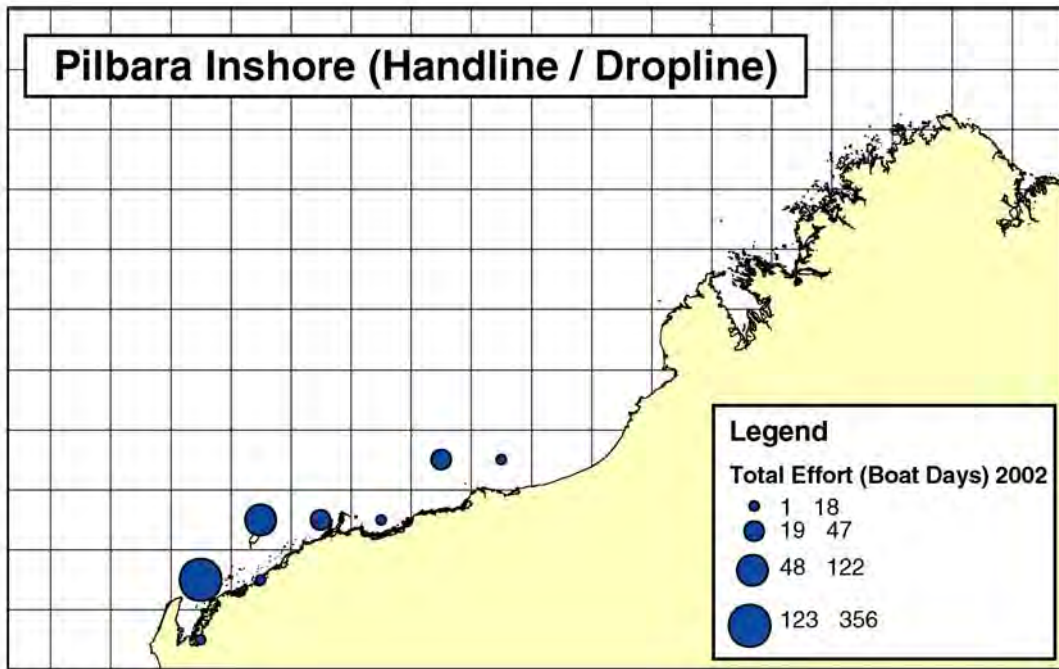 Pilbara Inshore (Handline / Dropline)
Legend
Total Effort (Boat Days) 2002
1 18
19 47
48 122
123 356